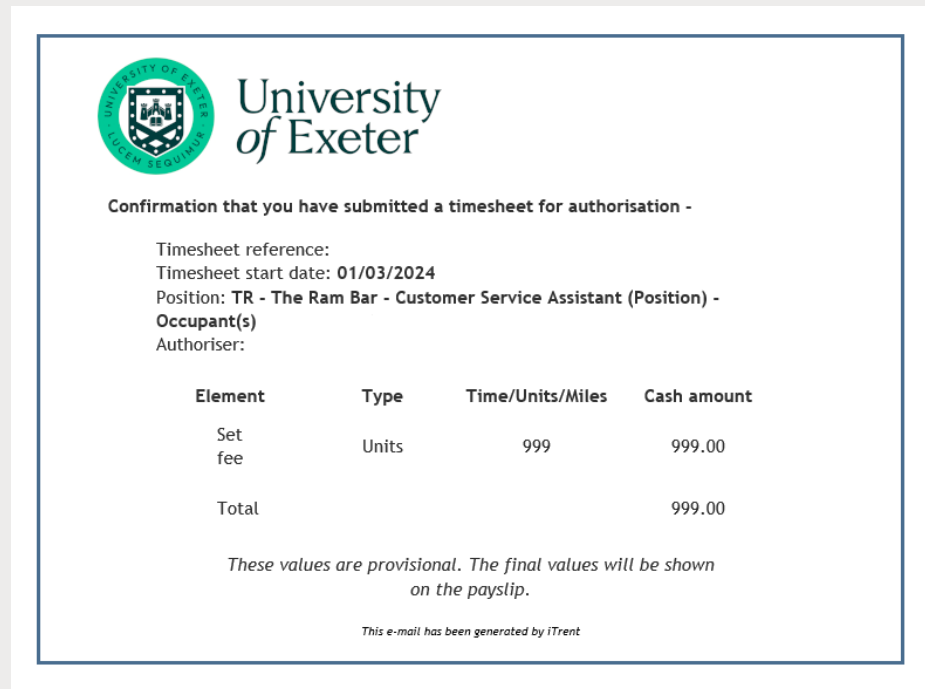 UNIVERSITY OF EXETER
LUCEM SEQUIMUR
University
of Exeter
Confirmation that you have submitted a timesheet for authorisation -
Timesheet reference:
Timesheet start date: 01/03/2024
Position: TR - The Ram Bar - Customer Service Assistant (Position) -
Occupant(s)
Authoriser:
Element Type Time/Units/Miles Cash amount
Set
fee Units 999 999.00
Total 999.00
These values are provisional. The final values will be shown
on the payslip.
This e-mail has been generated by iTrent